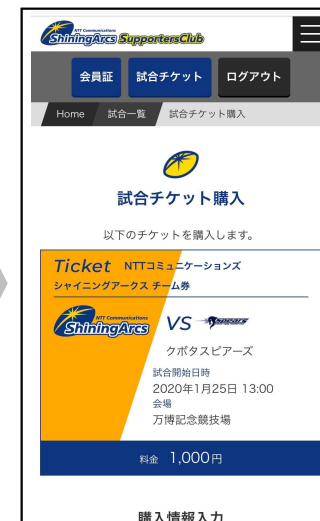 NTT Communications
ShiningArcs SupportersClub
会員証 試合チケット ログアウト
Home 試合一覧 試合チケット購入
試合チケット購入
以下のチケットを購入します。
Ticket NTTコミュニケーションズ
シャイニングアークス チーム券
NTT Communications
ShiningArcs VS Spears
クボタスピアーズ
試合開始日時
2020年1月25日 13:00
会場
万博記念競技場
料金 1,000円
購入情報入力